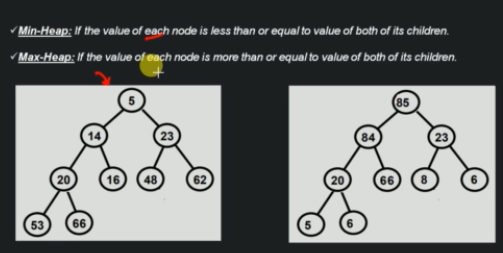 ✓Min-Heap: If the value of each node is less than or equal to value of both of its children.
✓Max-Heap: If the value of each node is more than or equal to value of both of its children.
5
14 23
20 16 48 62
53 66
85
84 23
20 66 8 6
5 6